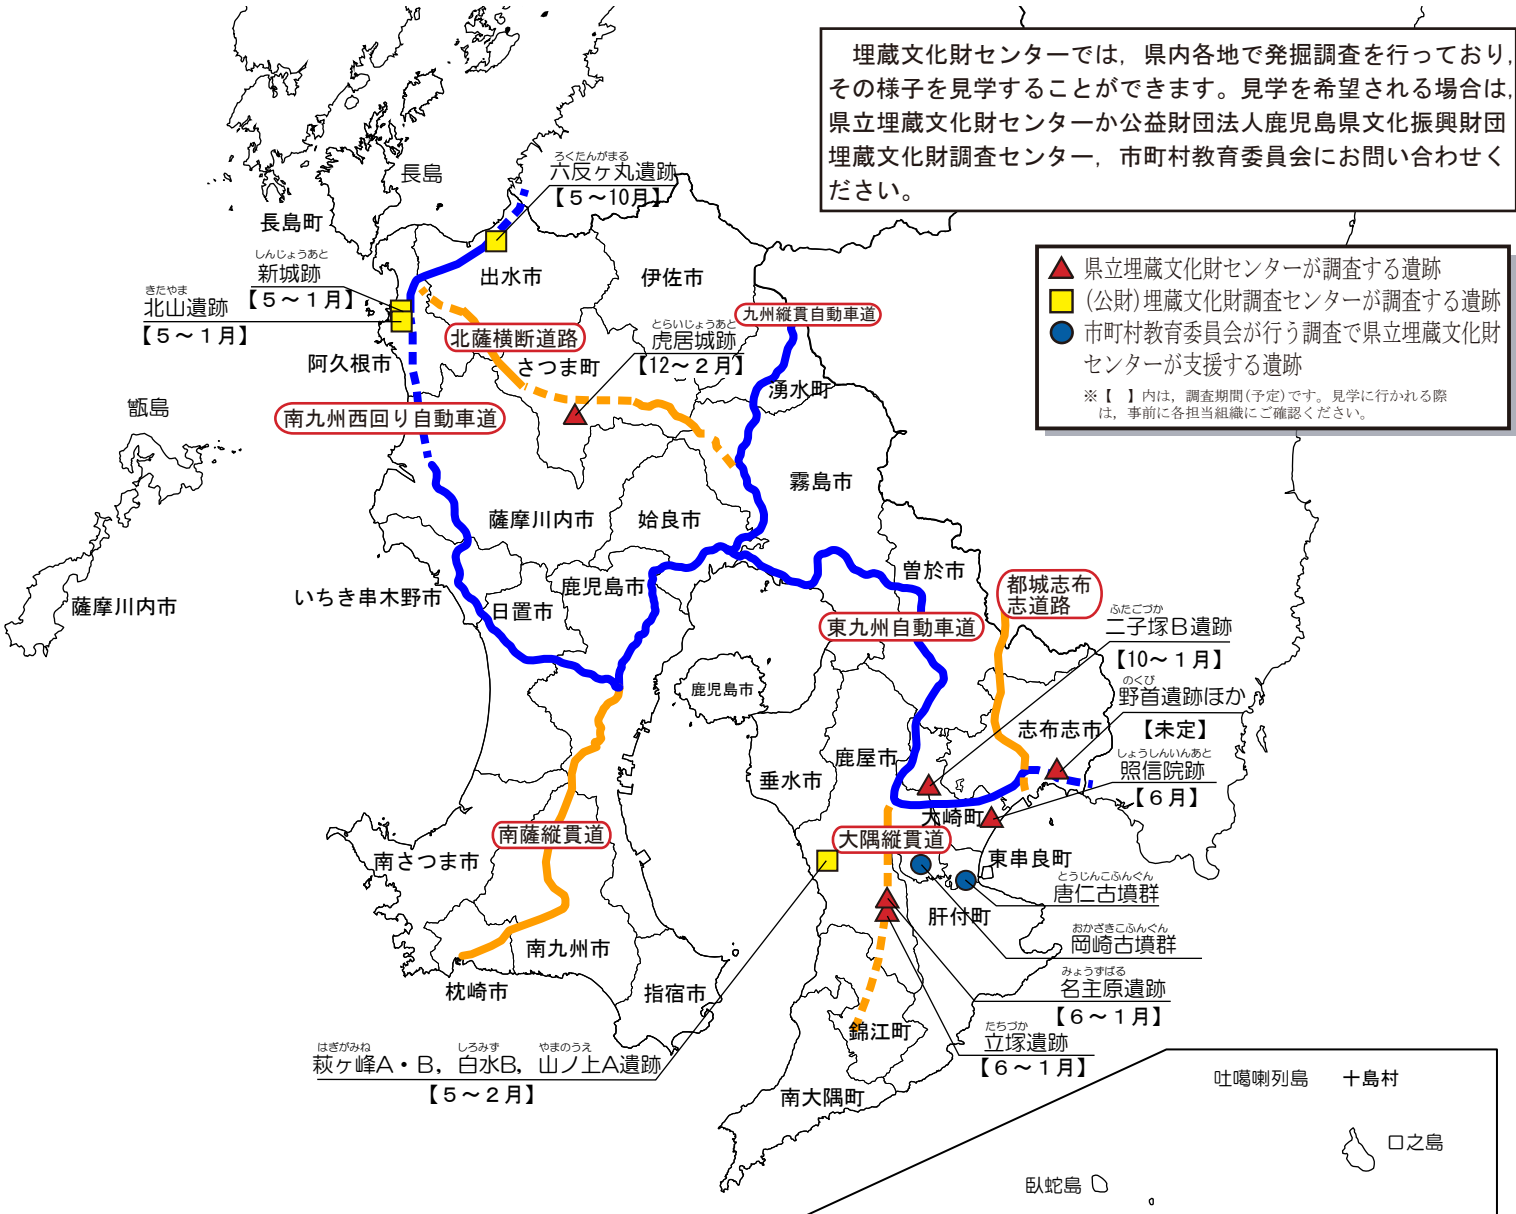 埋蔵文化財センターでは，県内各地で発掘調査を行っており，
その様子を見学することができます。見学を希望される場合は，
県立埋蔵文化財センターか公益財団法人鹿児島県文化振興財団
埋蔵文化財調査センター，市町村教育委員会にお問い合わせく
ださい。
県立埋蔵文化財センターが調査する遺跡
(公財)埋蔵文化財調査センターが調査する遺跡
市町村教育委員会が行う調査で県立埋蔵文化財
センターが支援する遺跡
※【　】内は，調査期間(予定)です。見学に行かれる際
は，事前に各担当組織にご確認ください。
ろくたんがまる
六反ヶ丸遺跡
【５～10月】
長島
長島町
しんじょうあと
新城跡
【５～１月】
きたやま
北山遺跡
【５～１月】
出水市
伊佐市
九州縦貫自動車道
北薩横断道路
とらいじょうあと
虎居城跡
【12～２月】
阿久根市
さつま町
湧水町
甑島
南九州西回り自動車道
霧島市
薩摩川内市
姶良市
曽於市
鹿児島市
都城志布
志道路
いちき串木野市
日置市
薩摩川内市
東九州自動車道
ふたごづか
二子塚Ｂ遺跡
【10～１月】
のくび
野首遺跡ほか
【未定】
鹿児島市
志布志市
鹿屋市
しょうしんいんあと
照信院跡
【６月】
垂水市
大崎町
南薩縦貫道
大隅縦貫道
南さつま市
東串良町
とうじんこふんぐん
唐仁古墳群
肝付町
おかざきこふんぐん
岡崎古墳群
南九州市
みょうずばる
名主原遺跡
【６～１月】
枕崎市
指宿市
錦江町
たちづか
立塚遺跡
【６～１月】
はぎがみね　しろみず　やまのうえ
萩ヶ峰Ａ・Ｂ，白水Ｂ，山ノ上Ａ遺跡
【５～２月】
南大隅町
吐噶喇列島　十島村
口之島
臥蛇島